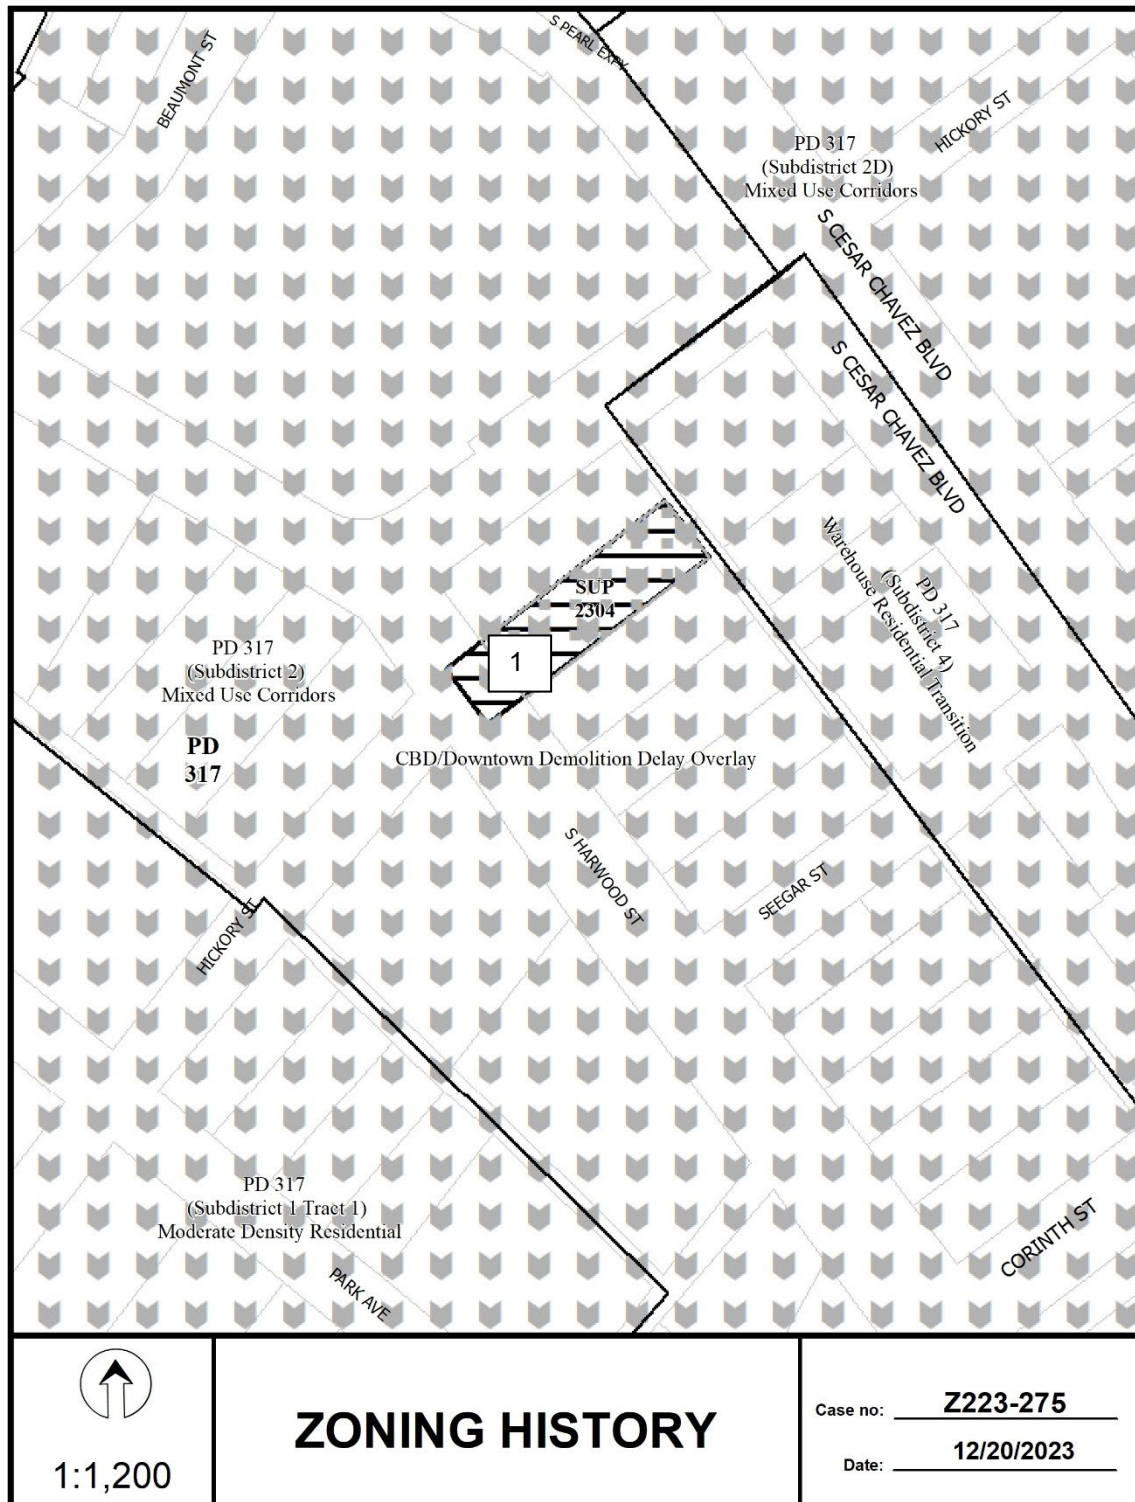 S PEARL EXPY
BEAUMONT ST
HICKORY ST
PD 317
(Subdistrict 2D)
Mixed Use Corridors
S CESAR CHAVEZ BLVD
S CESAR CHAVEZ BLVD
PD 317
(Subdistrict 4)
Warehouse Residential Transition
SUP
2304
1
PD 317
(Subdistrict 2)
Mixed Use Corridors
PD
317
CBD/Downtown Demolition Delay Overlay
S HARWOOD ST
SEEGAR ST
HICKORY ST
PD 317
(Subdistrict 1 Tract 1)
Moderate Density Residential
CORINTH ST
PARK AVE
1:1,200
ZONING HISTORY
Case no: Z223-275
Date: 12/20/2023